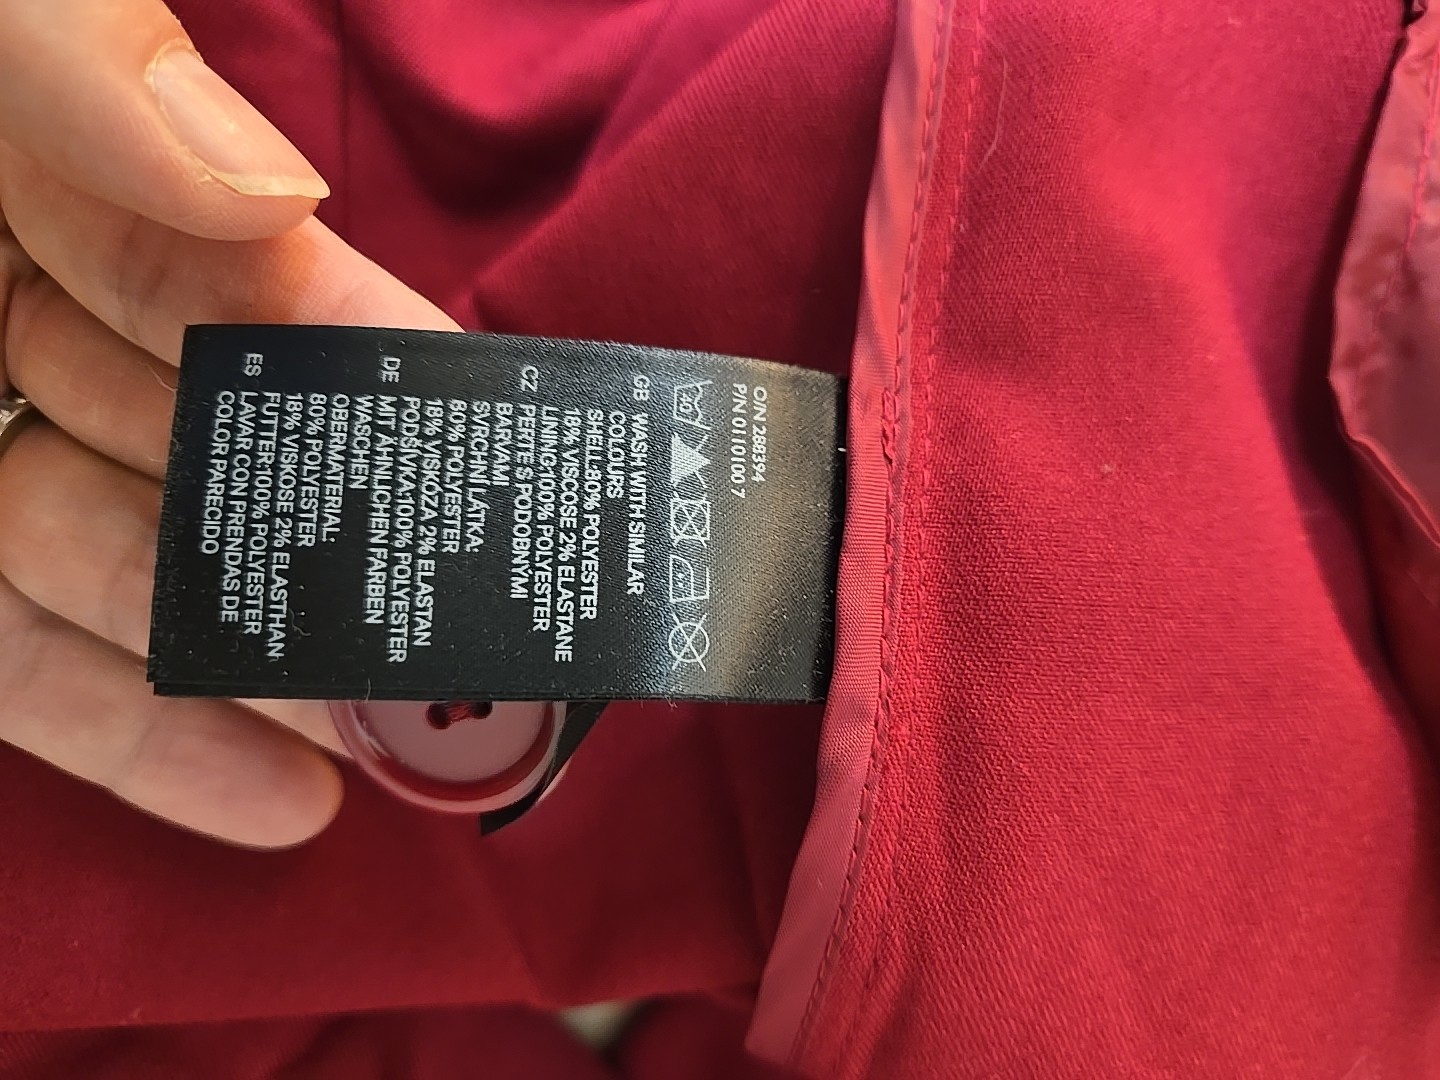 O/N 288394
P/N 0110100 7
40
GB WASH WITH SIMILAR
COLOURS
SHELL:80% POLYESTER
18% VISCOSE 2% ELASTANE
LINING:100% POLYESTER
CZ PERTE S PODOBNÝMI
BARVAMI
SVRCHNÍ LÁTKA:
80% POLYESTER
18% VISKÓZA 2% ELASTAN
PODŠÍVKA:100% POLYESTER
DE MIT ÄHNLICHEN FARBEN
WASCHEN
OBERMATERIAL:
80% POLYESTER
18% VISKOSE 2% ELASTHAN
FUTTER:100% POLYESTER
ES LAVAR CON PRENDAS DE
COLOR PARECIDO